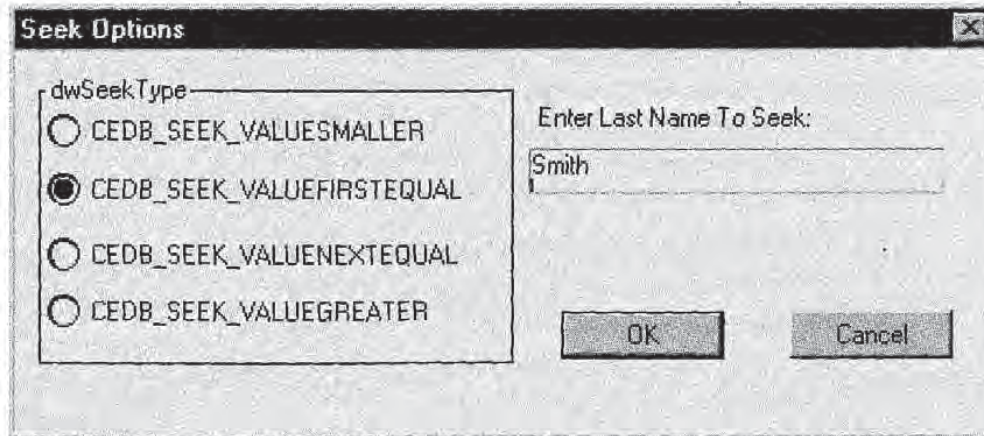 Seek Options
dwSeekType
CEDB_SEEK_VALUESMALLER
CEDB_SEEK_VALUEFIRSTEQUAL
CEDB_SEEK_VALUENEXTEQUAL
CEDB_SEEK_VALUEGREATER
Enter Last Name To Seek:
Smith
OK
Cancel